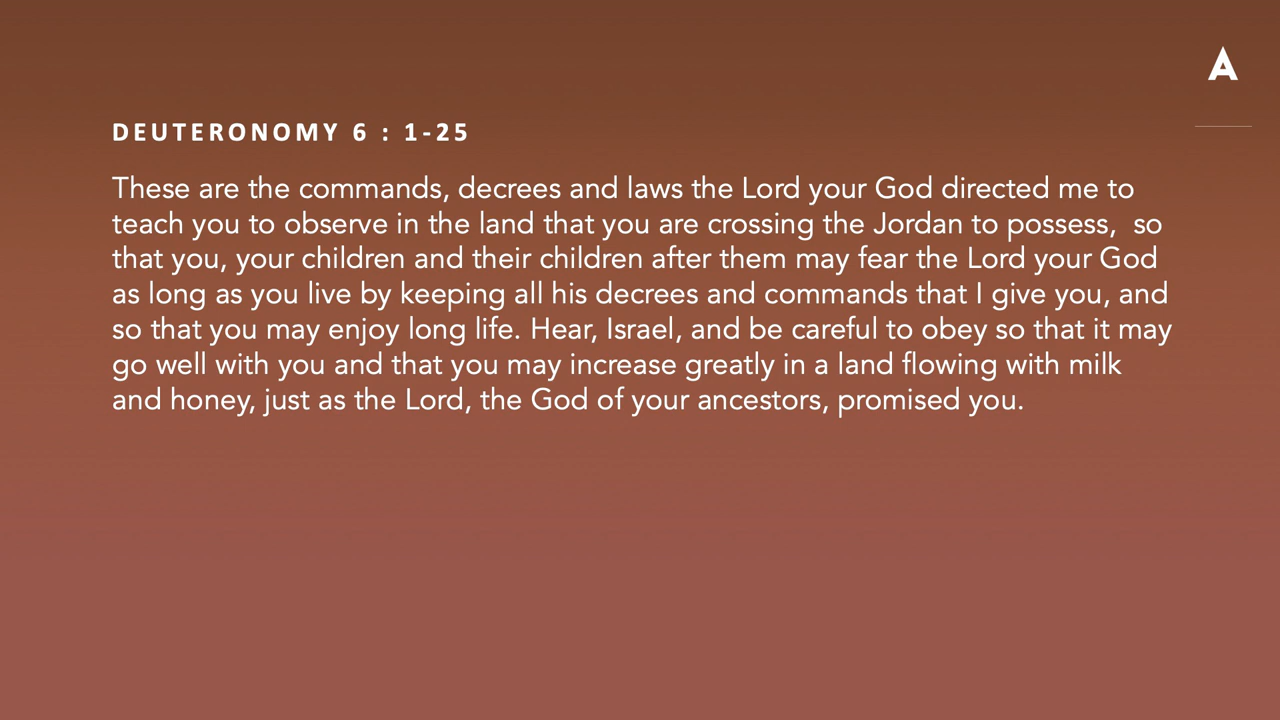 A
DEUTERONOMY 6 : 1-25
These are the commands, decrees and laws the Lord your God directed me to
teach you to observe in the land that you are crossing the Jordan to possess,  so
that you, your children and their children after them may fear the Lord your God
as long as you live by keeping all his decrees and commands that I give you, and
so that you may enjoy long life. Hear, Israel, and be careful to obey so that it may
go well with you and that you may increase greatly in a land flowing with milk
and honey, just as the Lord, the God of your ancestors, promised you.